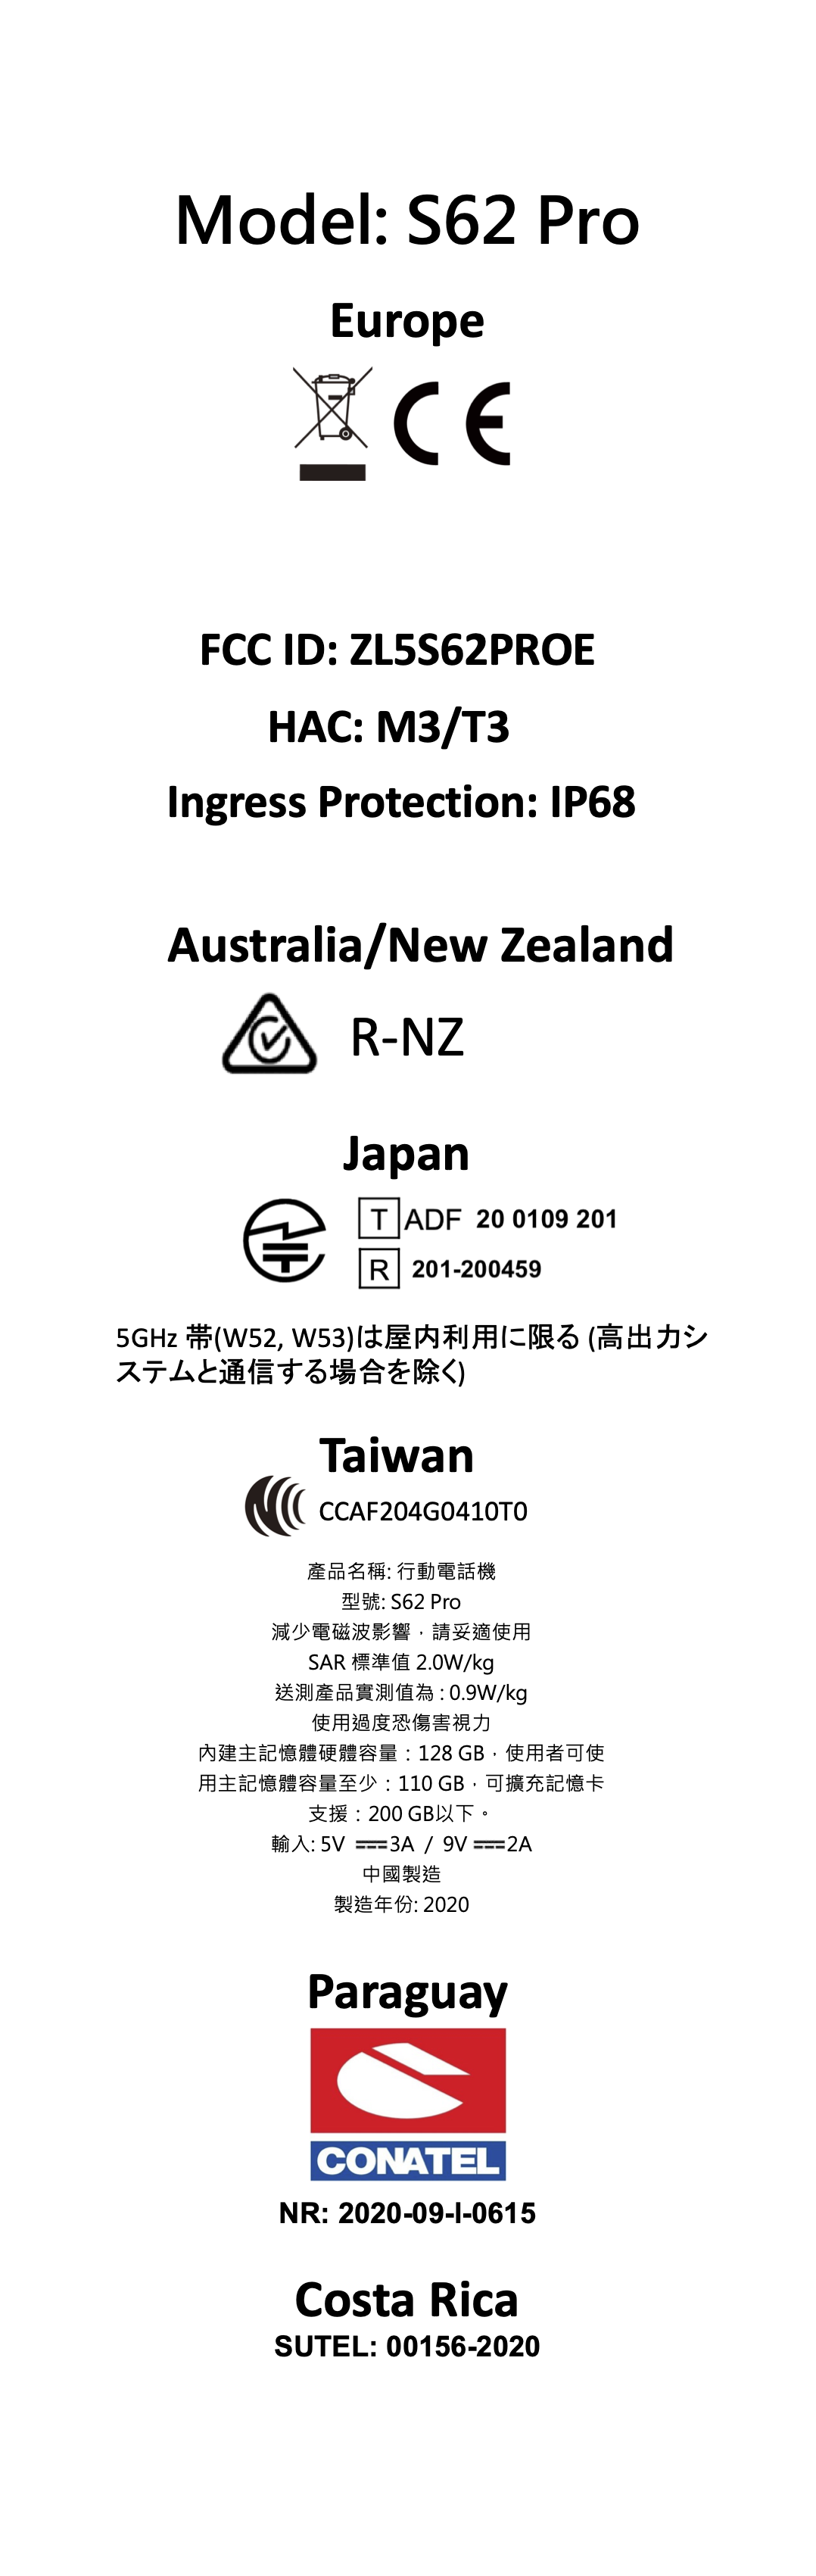 Model: S62 Pro
Europe
CE
FCC ID: ZL5S62PROE
HAC: M3/T3
Ingress Protection: IP68
Australia/New Zealand
R-NZ
Japan
T ADF 20 0109 201
R 201-200459
5GHz 帯(W52, W53)は屋内利用に限る (高出力シ
ステムと通信する場合を除く)
Taiwan
CCAF204G0410T0
產品名稱: 行動電話機
型號: S62 Pro
減少電磁波影響，請妥適使用
SAR 標準值 2.0W/kg
送測產品實測值為 : 0.9W/kg
使用過度恐傷害視力
內建主記憶體硬體容量：128 GB，使用者可使
用主記憶體容量至少：110 GB，可擴充記憶卡
支援：200 GB以下。
輸入: 5V ⎓3A / 9V ⎓2A
中國製造
製造年份: 2020
Paraguay
CONATEL
NR: 2020-09-I-0615
Costa Rica
SUTEL: 00156-2020